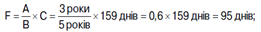 F = A/B × C = 3 роки/5 років × 159 днів = 0,6 × 159 днів = 95 днів;